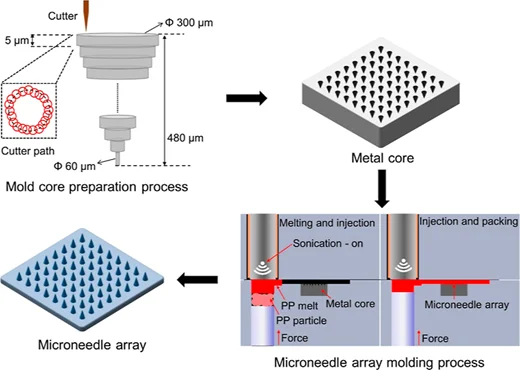 Cutter
Φ 300 μm
5 μm
480 μm
Cutter path
Φ 60 μm
Mold core preparation process
Metal core
Melting and injection
Sonication - on
PP melt
Metal core
PP particle
Force
Injection and packing
Microneedle array
Force
Microneedle array molding process
Microneedle array